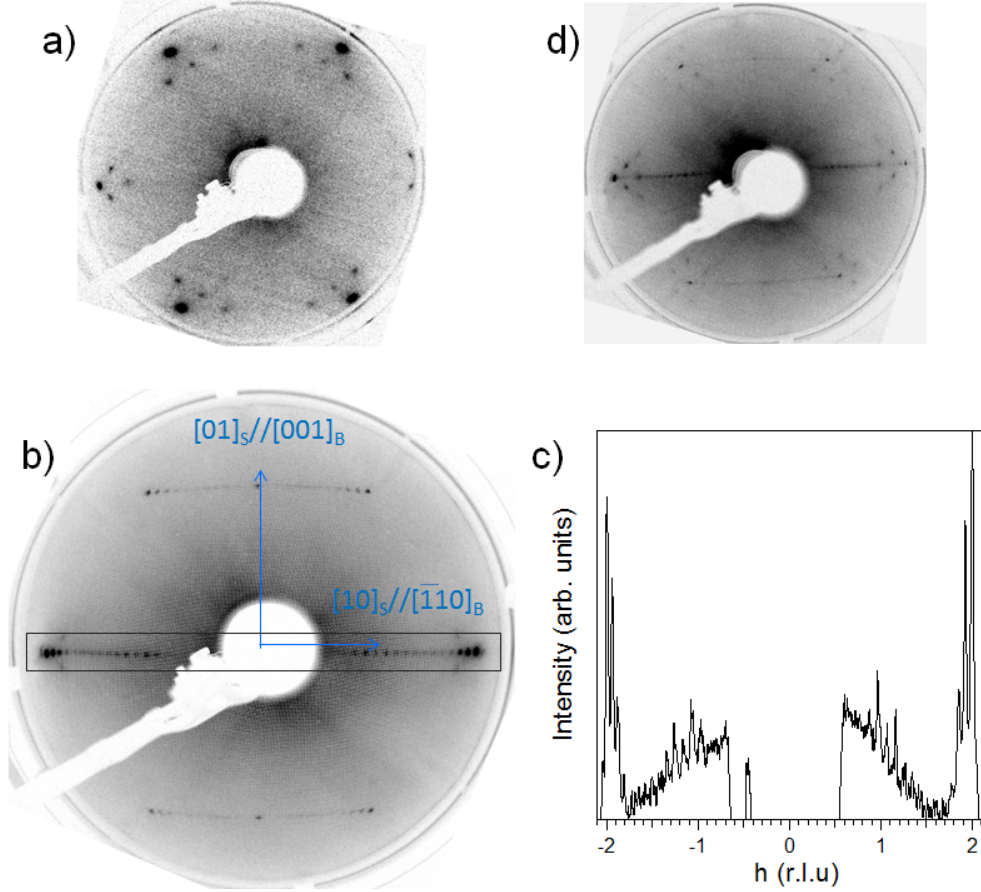 a)
d)
b)
[01]S//[001]B
[10]S//[1̅10]B
c)
Intensity (arb. units)
-2 -1 0 1 2
h (r.l.u)